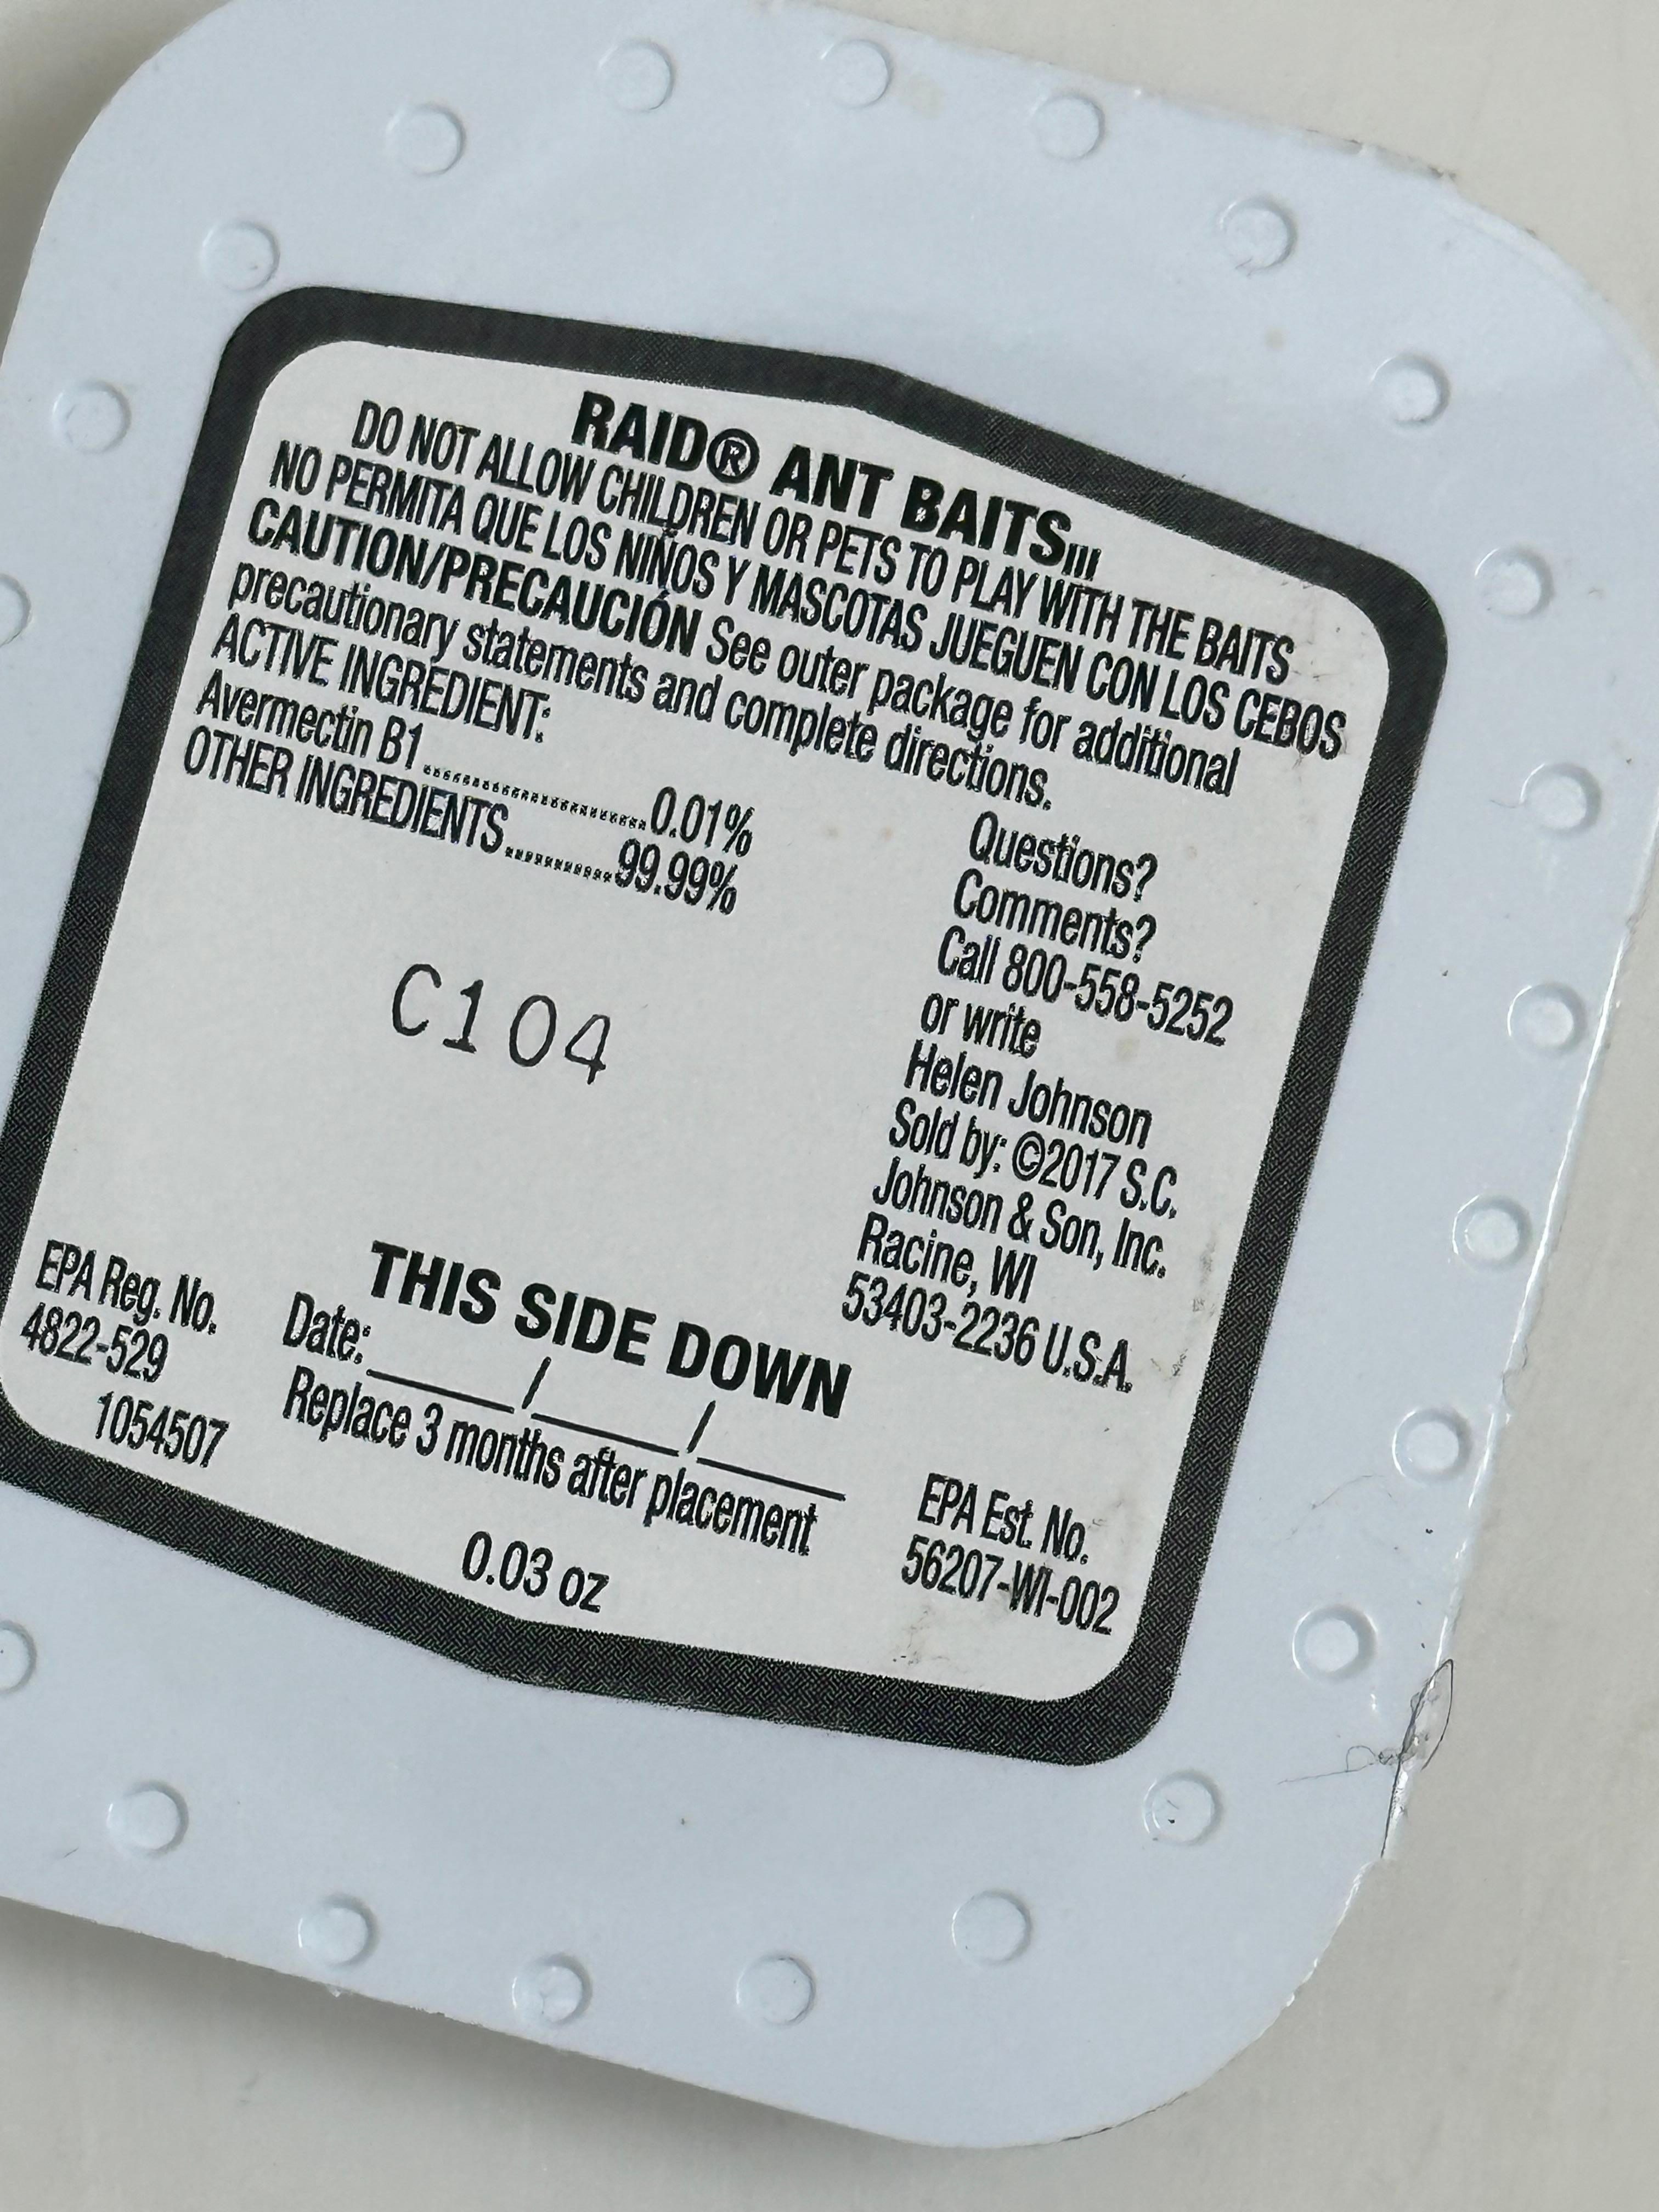 RAID® ANT BAITS III
DO NOT ALLOW CHILDREN OR PETS TO PLAY WITH THE BAITS
NO PERMITA QUE LOS NIÑOS Y MASCOTAS JUEGUEN CON LOS CEBOS
CAUTION/PRECAUCIÓN See outer package for additional
precautionary statements and complete directions.
ACTIVE INGREDIENT:
Avermectin B1..........................0.01%
OTHER INGREDIENTS............99.99%
Questions?
Comments?
Call 800-558-5252
or write
Helen Johnson
Sold by: ©2017 S.C.
Johnson & Son, Inc.
Racine, WI
53403-2236 U.S.A.
C104
THIS SIDE DOWN
EPA Reg. No.
4822-529
1054507
Date:_____/_____/_____
Replace 3 months after placement
0.03 oz
EPA Est. No.
56207-WI-002